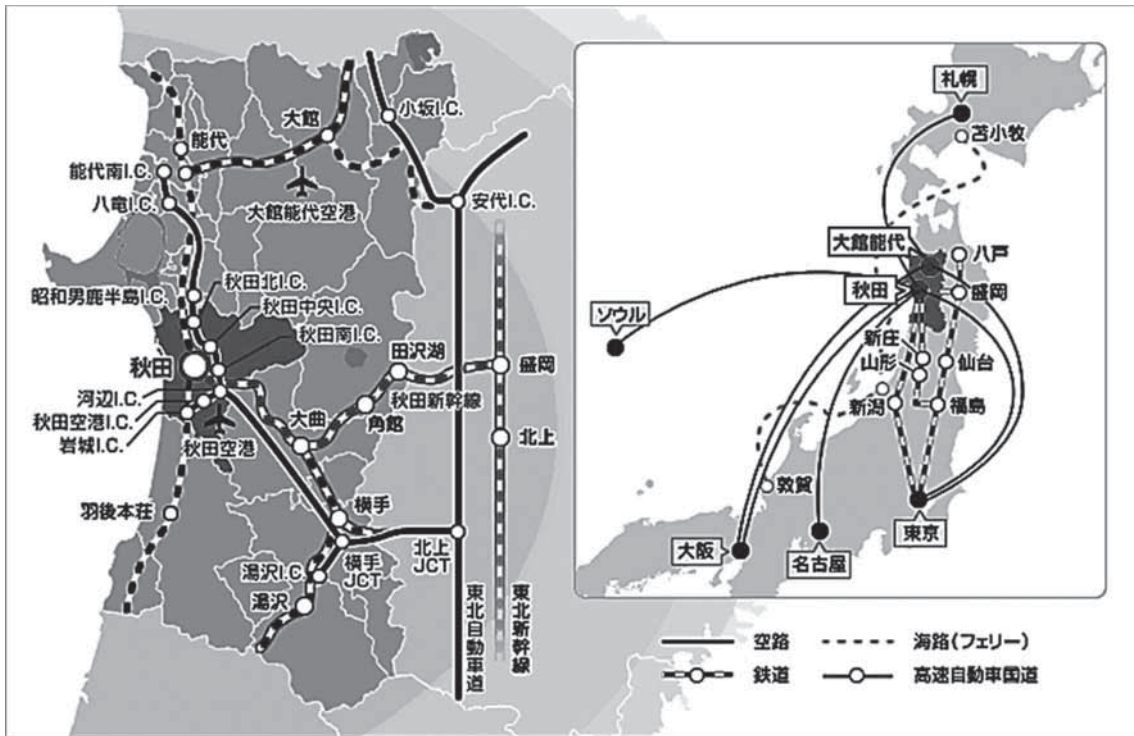 小坂I.C.
大館
能代
能代南I.C.
八竜I.C.
大館能代空港
安代I.C.
秋田北I.C.
昭和男鹿半島I.C.
秋田中央I.C.
秋田南I.C.
秋田
田沢湖
盛岡
河辺I.C.
秋田新幹線
秋田空港I.C.
大曲
角館
岩城I.C.
秋田空港
北上
羽後本荘
横手
北上
JCT
横手
JCT
湯沢I.C.
湯沢
東北自動車道
東北新幹線
札幌
苫小牧
大館能代
八戸
秋田
盛岡
ソウル
新庄
山形
仙台
新潟
福島
敦賀
東京
大阪
名古屋
空路
海路(フェリー)
鉄道
高速自動車国道